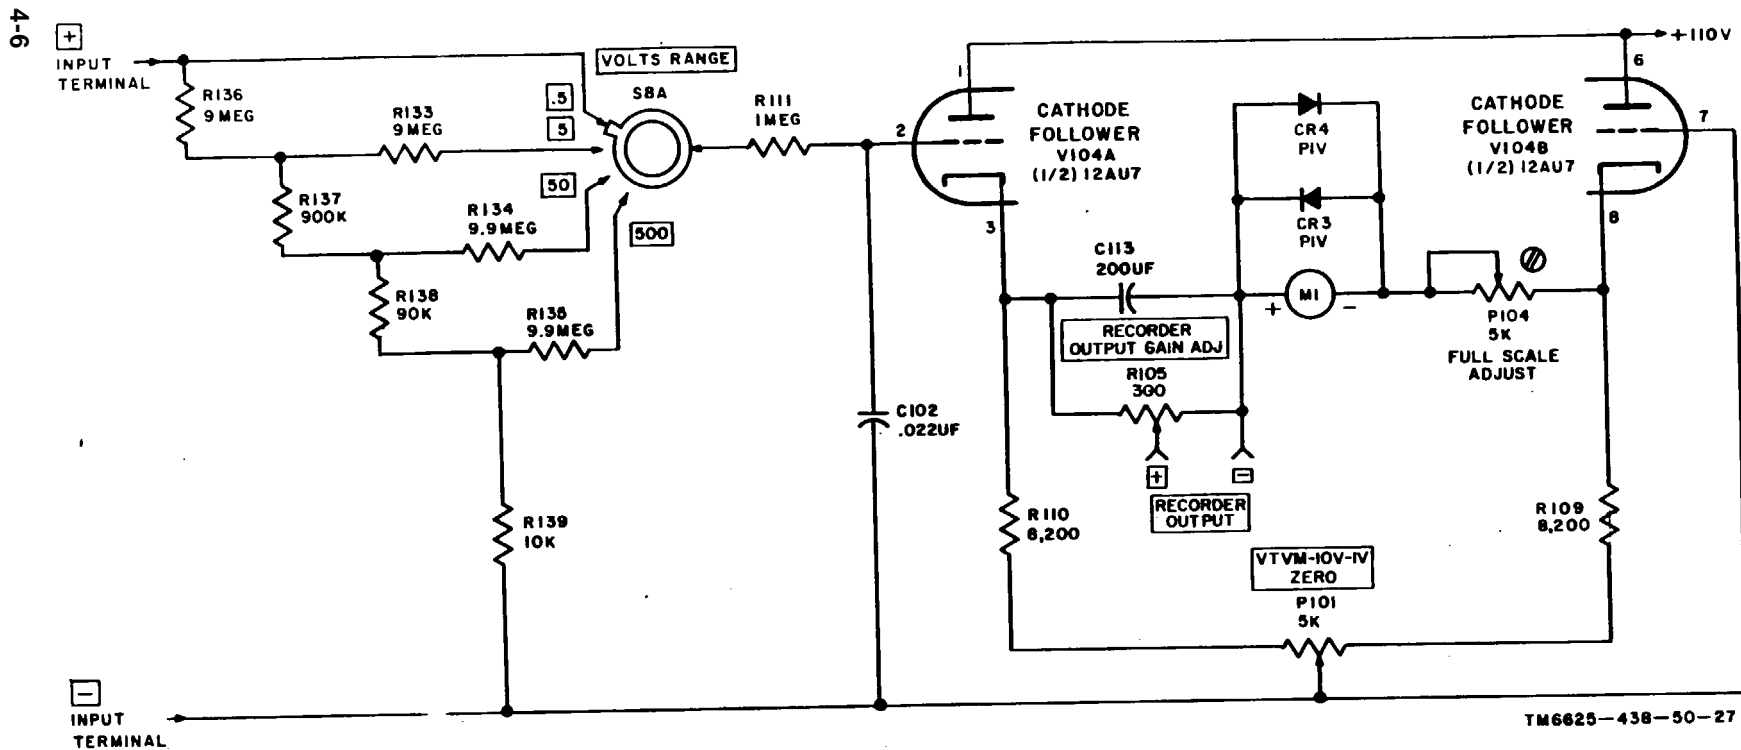 4-6
+
INPUT
TERMINAL
R136
9 MEG
R133
9 MEG
VOLTS RANGE
S8A
.5
5
50
500
R137
900K
R134
9.9MEG
R138
90K
R135
9.9MEG
R139
10K
R111
1MEG
2
1
3
CATHODE
FOLLOWER
V104A
(1/2) 12AU7
C102
.022UF
C113
200UF
RECORDER
OUTPUT GAIN ADJ
R105
300
+
-
RECORDER
OUTPUT
CR4
PIV
CR3
PIV
+
M1
-
P104
5K
FULL SCALE
ADJUST
CATHODE
FOLLOWER
V104B
(1/2) 12AU7
+110V
6
7
8
R110
8,200
R109
8,200
VTVM-10V-1V
ZERO
P101
5K
-
INPUT
TERMINAL
TM6625-438-50-27